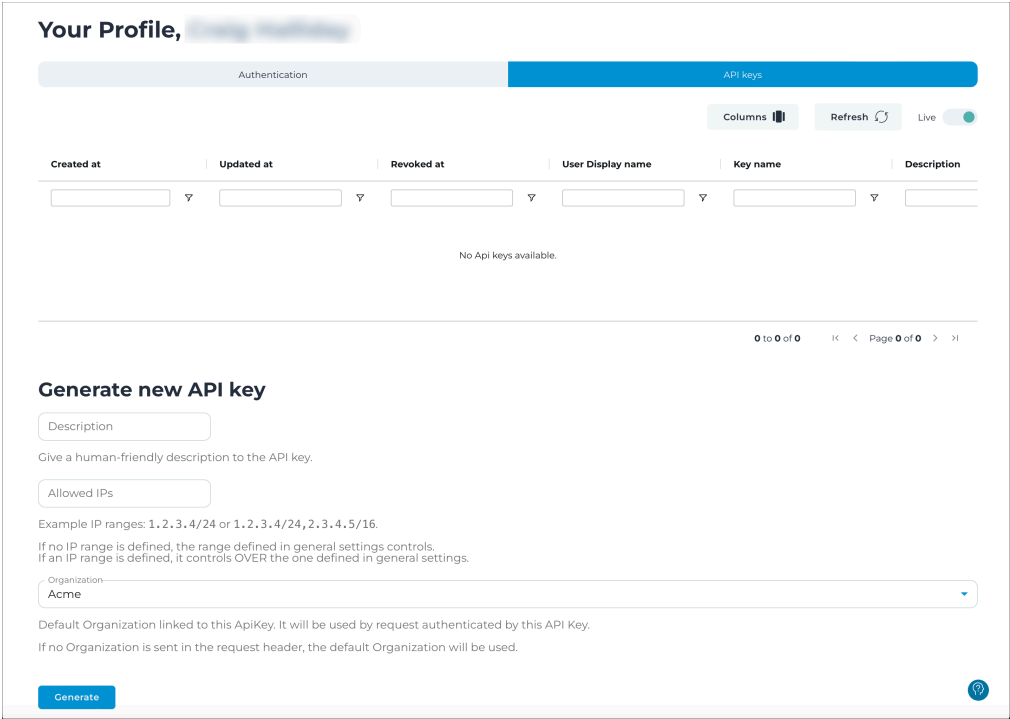 Your Profile,
Authentication
API keys
Columns
Refresh
Live
Created at
Updated at
Revoked at
User Display name
Key name
Description
No Api keys available.
0 to 0 of 0
Page 0 of 0
Generate new API key
Description
Give a human-friendly description to the API key.
Allowed IPs
Example IP ranges: 1.2.3.4/24 or 1.2.3.4/24,2.3.4.5/16.
If no IP range is defined, the range defined in general settings controls.
If an IP range is defined, it controls OVER the one defined in general settings.
Organization
Acme
Default Organization linked to this ApiKey. It will be used by request authenticated by this API Key.
If no Organization is sent in the request header, the default Organization will be used.
Generate